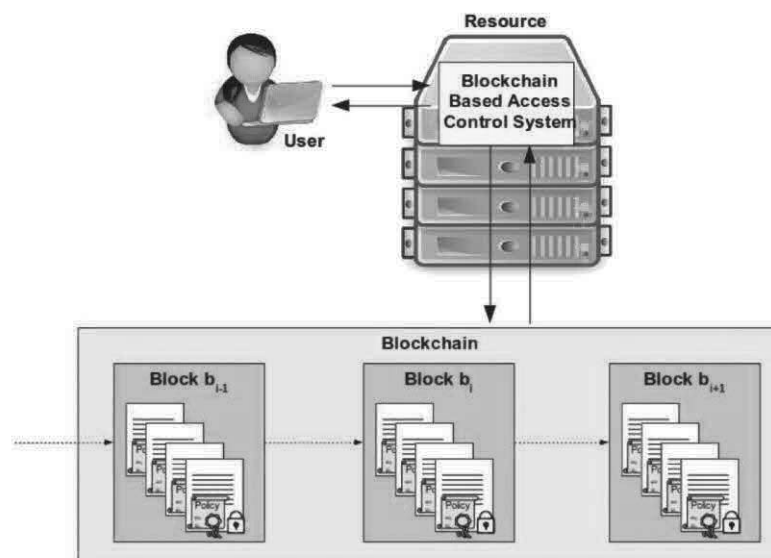 Resource
Blockchain
Based Access
Control System
User
Blockchain
Block b i-1
Block b i
Block b i+1
Policy
Policy
Policy